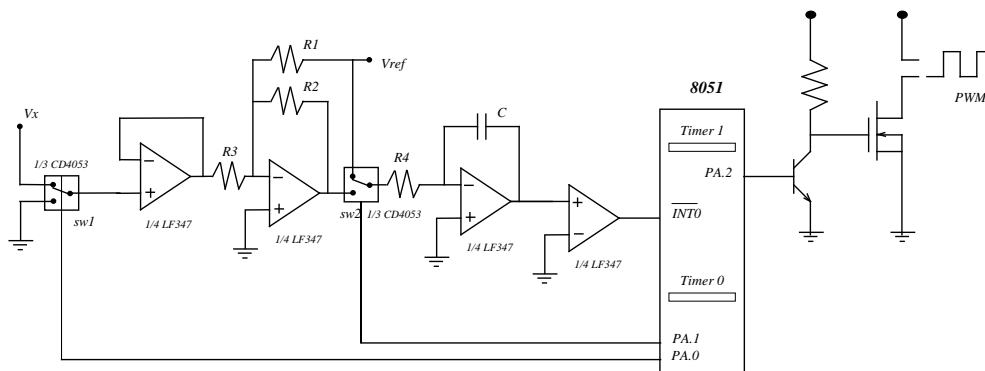 R1
Vref
R2
8051
PWM
Vx
C
Timer 1
1/3 CD4053
R3
R4
PA.2
sw1
sw2
1/3 CD4053
INT0
1/4 LF347
1/4 LF347
1/4 LF347
1/4 LF347
Timer 0
PA.1
PA.0